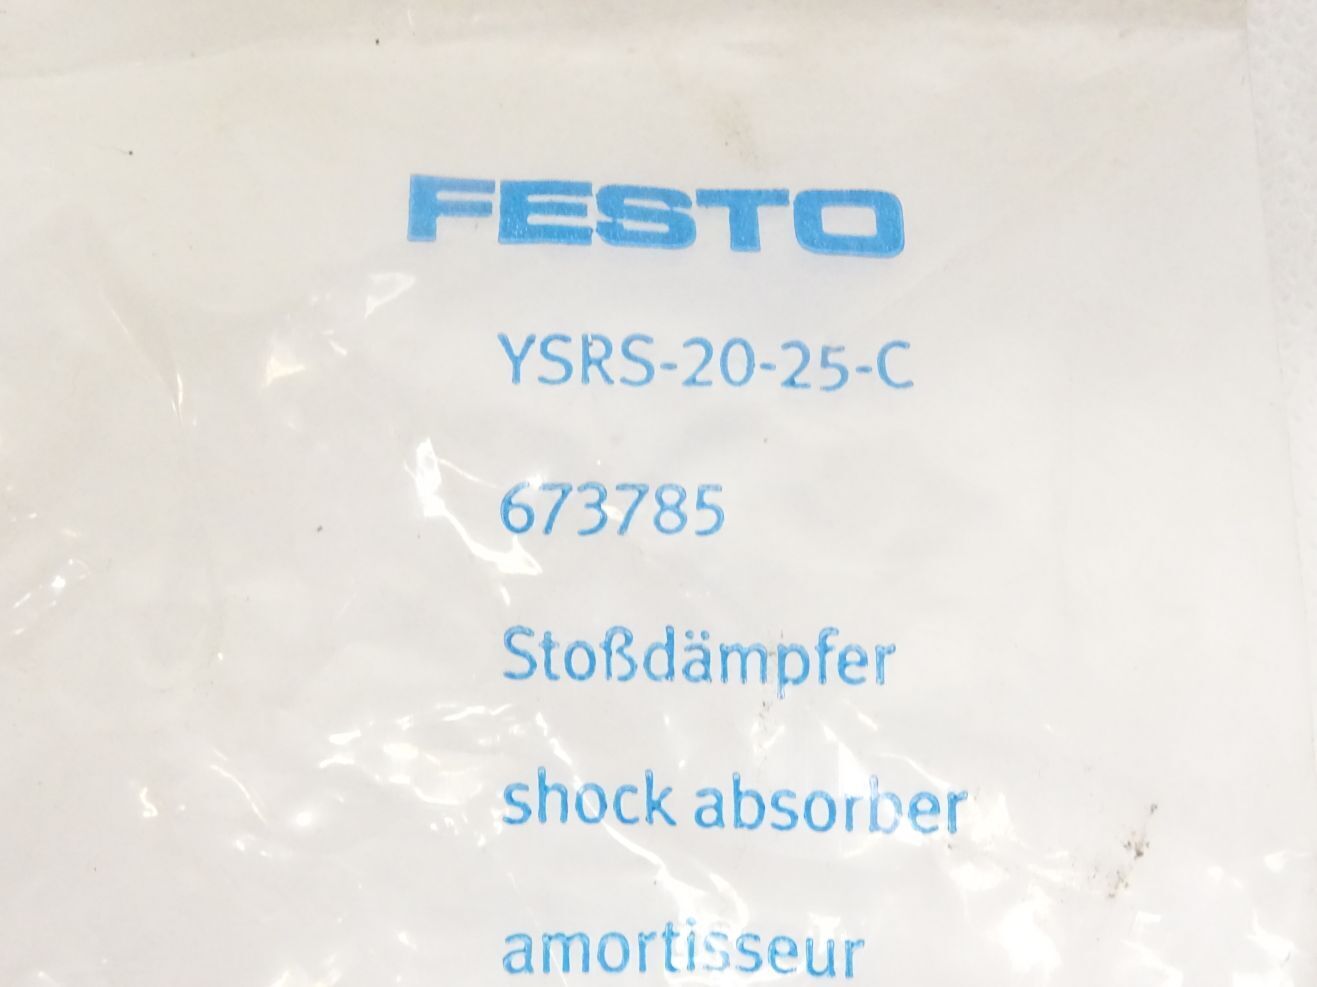 FESTO
YSRS-20-25-C
673785
Stoßdämpfer
shock absorber
amortisseur